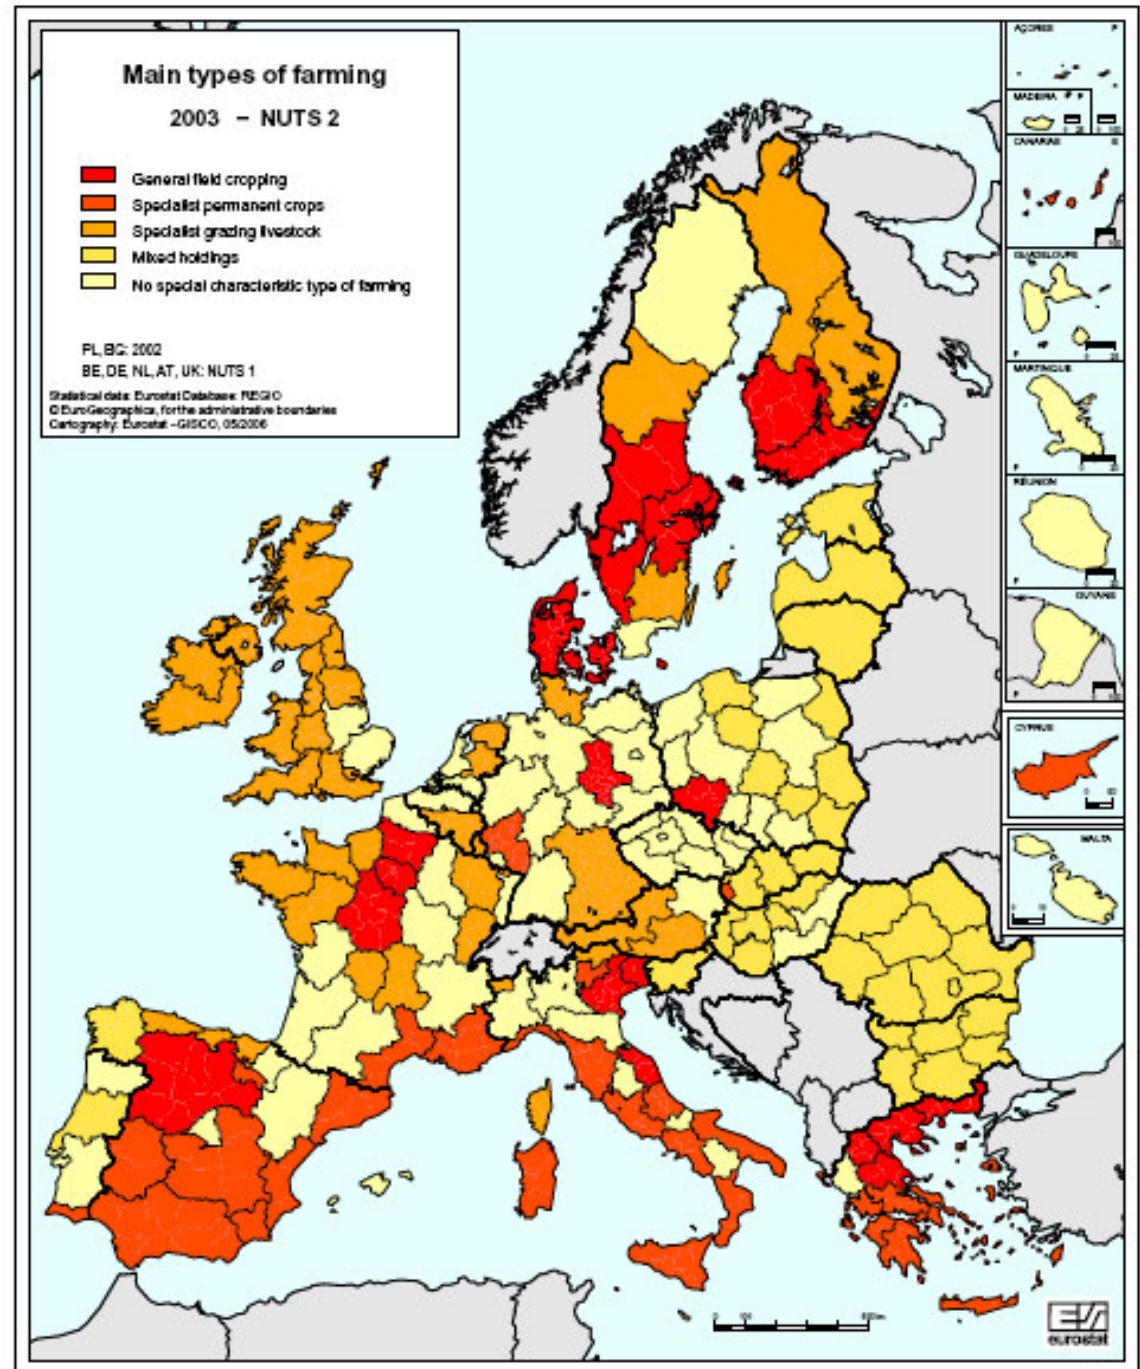 Main types of farming
2003 – NUTS 2
General field cropping
Specialist permanent crops
Specialist grazing livestock
Mixed holdings
No special characteristic type of farming
PL, BG: 2002
BE, DE, NL, AT, UK: NUTS 1
Statistical data: Eurostat Database: REGIO
© EuroGeographica, for the administrative boundaries
Cartography: Eurostat – GISCO, 05/2006
AÇORES P
MADEIRA P
CANARIAS E
GUADELOUPE
F
MARTINIQUE
F
RÉUNION
F
GUYANE
F
CYPRUS
MALTA
eurostat